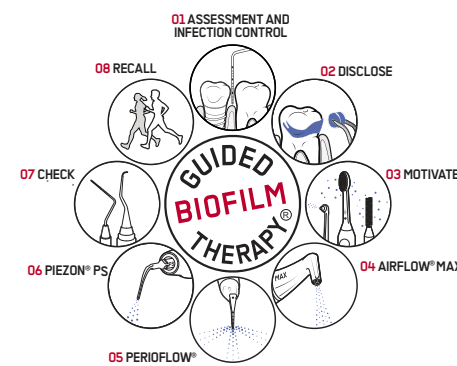 01 ASSESSMENT AND
INFECTION CONTROL
02 DISCLOSE
03 MOTIVATE
04 AIRFLOW® MAX
05 PERIOFLOW®
06 PIEZON® PS
07 CHECK
08 RECALL
GUIDED
BIOFILM
THERAPY®
MAX